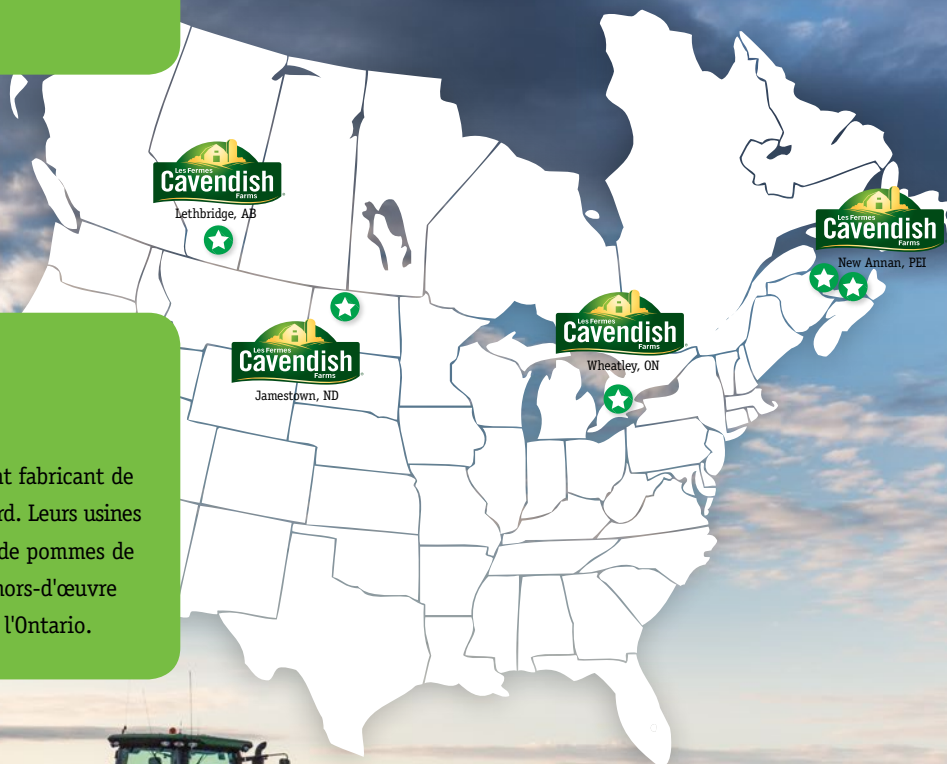 Les Fermes
Cavendish
Farms
Lethbridge, AB
Les Fermes
Cavendish
Farms
New Annan, PEI
Les Fermes
Cavendish
Farms
Wheatley, ON
Les Fermes
Cavendish
Farms
Jamestown, ND
nt fabricant de
rd. Leurs usines
de pommes de
hors-d'œuvre
l'Ontario.